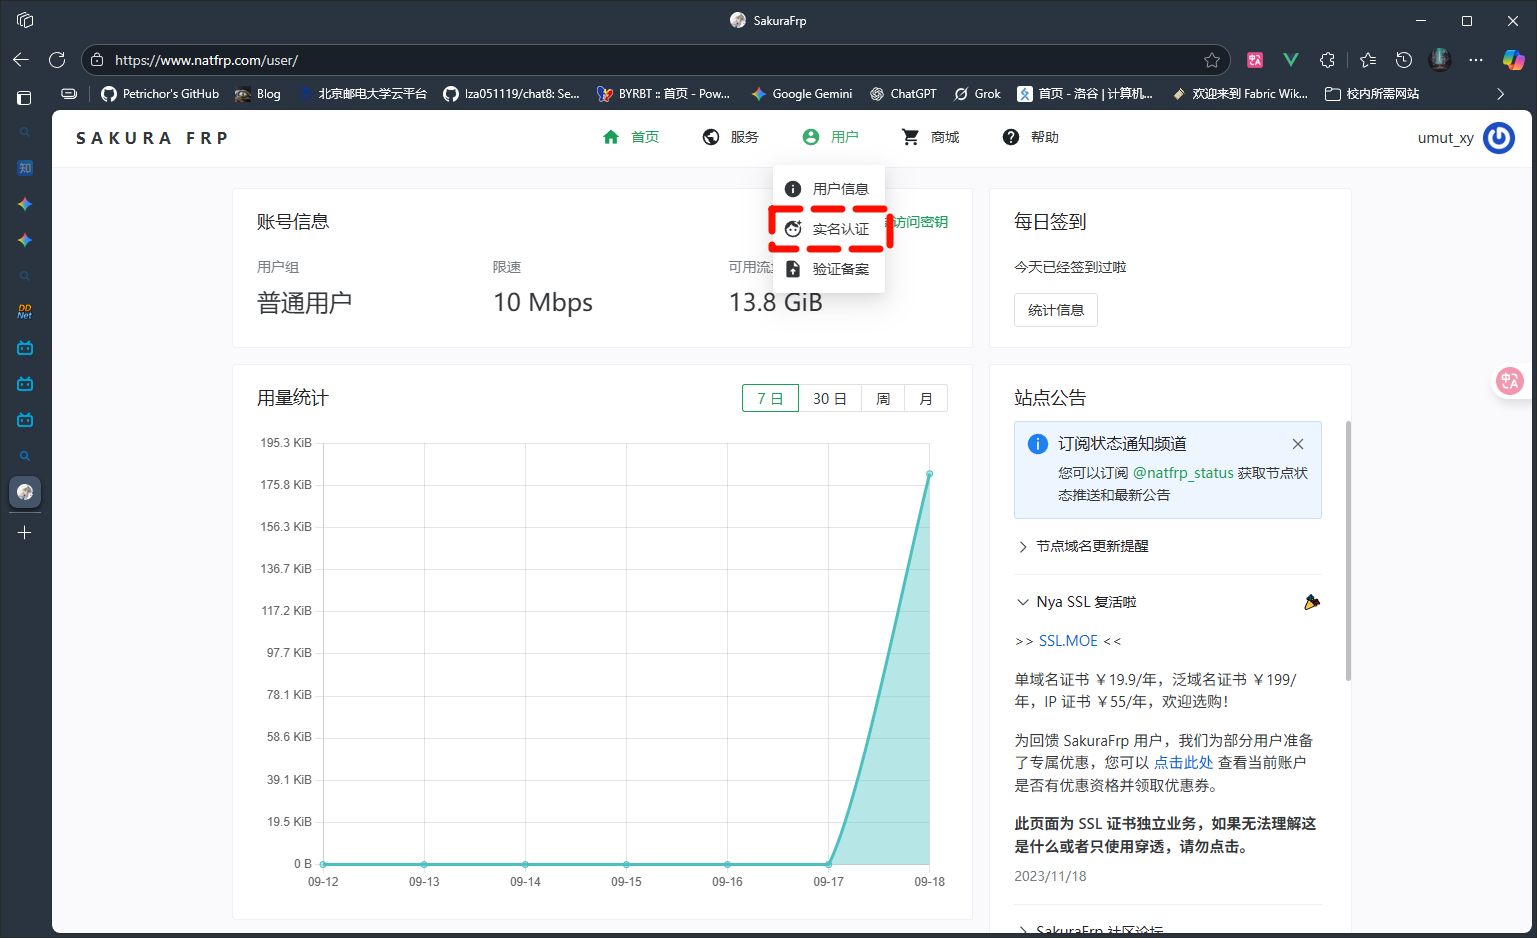 SakuraFrp
https://www.natfrp.com/user/
Petrichor's GitHub
Blog
北京邮电大学云平台
lza051119/chat8: Se...
BYRBT :: 首页 - Pow...
Google Gemini
ChatGPT
Grok
首页 - 洛谷 | 计算机...
欢迎来到 Fabric Wik...
校内所需网站
知
DD
Net
SAKURA FRP
首页
服务
用户
商城
帮助
umut_xy
用户信息
实名认证
验证备案
账号信息
访问密钥
用户组
限速
可用流
普通用户
10 Mbps
13.8 GiB
每日签到
今天已经签到过啦
统计信息
用量统计
7 日
30 日
周
月
195.3 KiB
175.8 KiB
156.3 KiB
136.7 KiB
117.2 KiB
97.7 KiB
78.1 KiB
58.6 KiB
39.1 KiB
19.5 KiB
0 B
09-12
09-13
09-14
09-15
09-16
09-17
09-18
站点公告
订阅状态通知频道
您可以订阅 @natfrp_status 获取节点状
态推送和最新公告
节点域名更新提醒
Nya SSL 复活啦
>> SSL.MOE <<
单域名证书 ¥19.9/年，泛域名证书 ¥199/
年，IP 证书 ¥55/年，欢迎选购！
为回馈 SakuraFrp 用户，我们为部分用户准备
了专属优惠，您可以 点击此处 查看当前账户
是否有优惠资格并领取优惠券。
此页面为 SSL 证书独立业务，如果无法理解这
是什么或者只使用穿透，请勿点击。
2023/11/18
SakuraFrp 社区论坛
中A